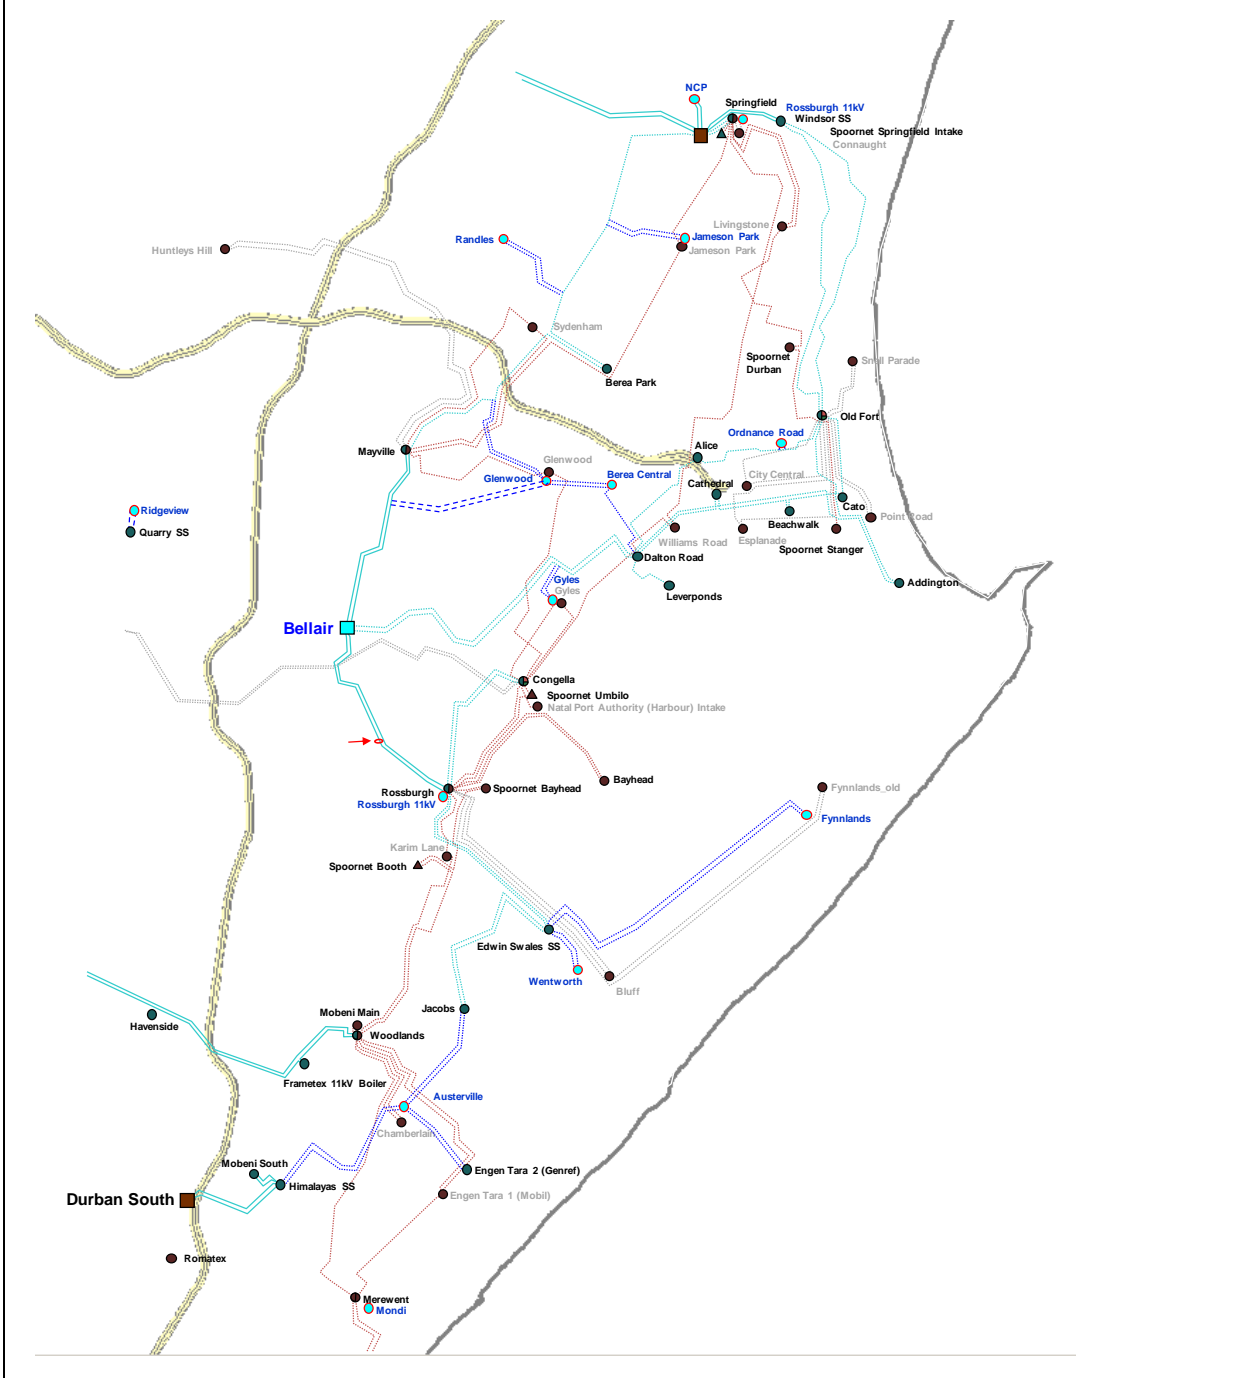 NCP
Springfield
Rossburgh 11kV
Windsor SS
Spoornet Springfield Intake
Connaught
Livingstone
Randles
Jameson Park
Jameson Park
Huntleys Hill
Sydenham
Spoornet
Durban
Snell Parade
Berea Park
Old Fort
Ordnance Road
Alice
Mayville
Glenwood
Glenwood
Berea Central
City Central
Cathedral
Cato
Ridgeview
Quarry SS
Beachwalk
Point Road
Williams Road
Esplanade
Spoornet Stanger
Dalton Road
Gyles
Gyles
Leverponds
Addington
Bellair
Congella
Spoornet Umbilo
Natal Port Authority (Harbour) Intake
Rossburgh
Rossburgh 11kV
Spoornet Bayhead
Bayhead
Fynnlands_old
Fynnlands
Karim Lane
Spoornet Booth
Edwin Swales SS
Wentworth
Bluff
Havenside
Mobeni Main
Woodlands
Jacobs
Frametex 11kV Boiler
Austerville
Chamberlain
Mobeni South
Himalayas SS
Engen Tara 2 (Genref)
Engen Tara 1 (Mobil)
Durban South
Romatex
Merewent
Mondi